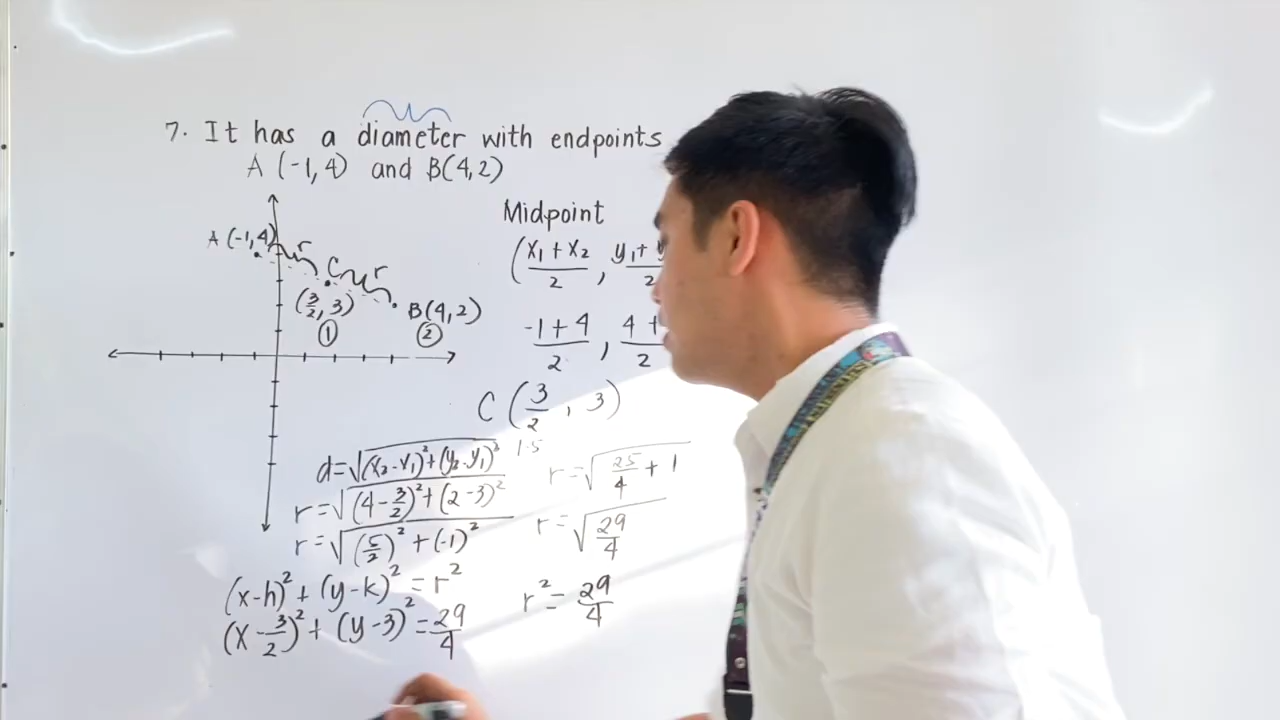 7. It has a diameter with endpoints
A (-1, 4) and B(4, 2)
A (-1, 4)
r
C
r
(3/2, 3)
B(4, 2)
①
②
Midpoint
(x₁ + x₂ / 2 , y₁ + / 2
-1 + 4 / 2 , 4 + / 2
C (3/2 , 3)
1.5
d = √(x₂ - x₁)² + (y₂ - y₁)²
r = √(4 - 3/2)² + (2 - 3)²
r = √(5/2)² + (-1)²
r = √25/4 + 1
r = √29/4
r² = 29/4
(x - h)² + (y - k)² = r²
(x - 3/2)² + (y - 3)² = 29/4